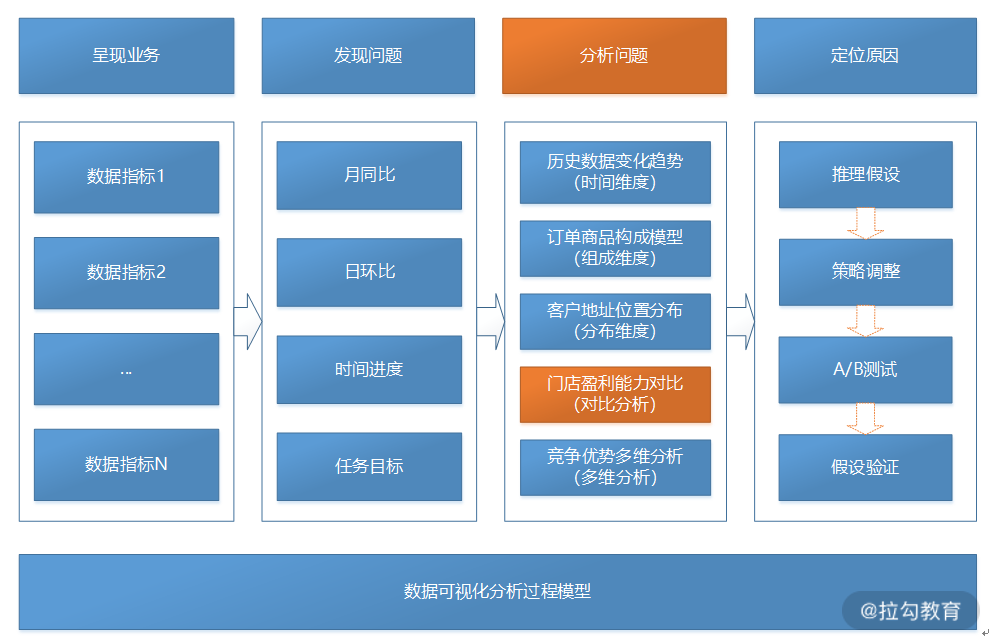 呈现业务
发现问题
分析问题
定位原因
数据指标1
数据指标2
...
数据指标N
月同比
日环比
时间进度
任务目标
历史数据变化趋势
(时间维度)
订单商品构成模型
(组成维度)
客户地址位置分布
(分布维度)
门店盈利能力对比
(对比分析)
竞争优势多维分析
(多维分析)
推理假设
策略调整
A/B测试
假设验证
数据可视化分析过程模型
@拉勾教育